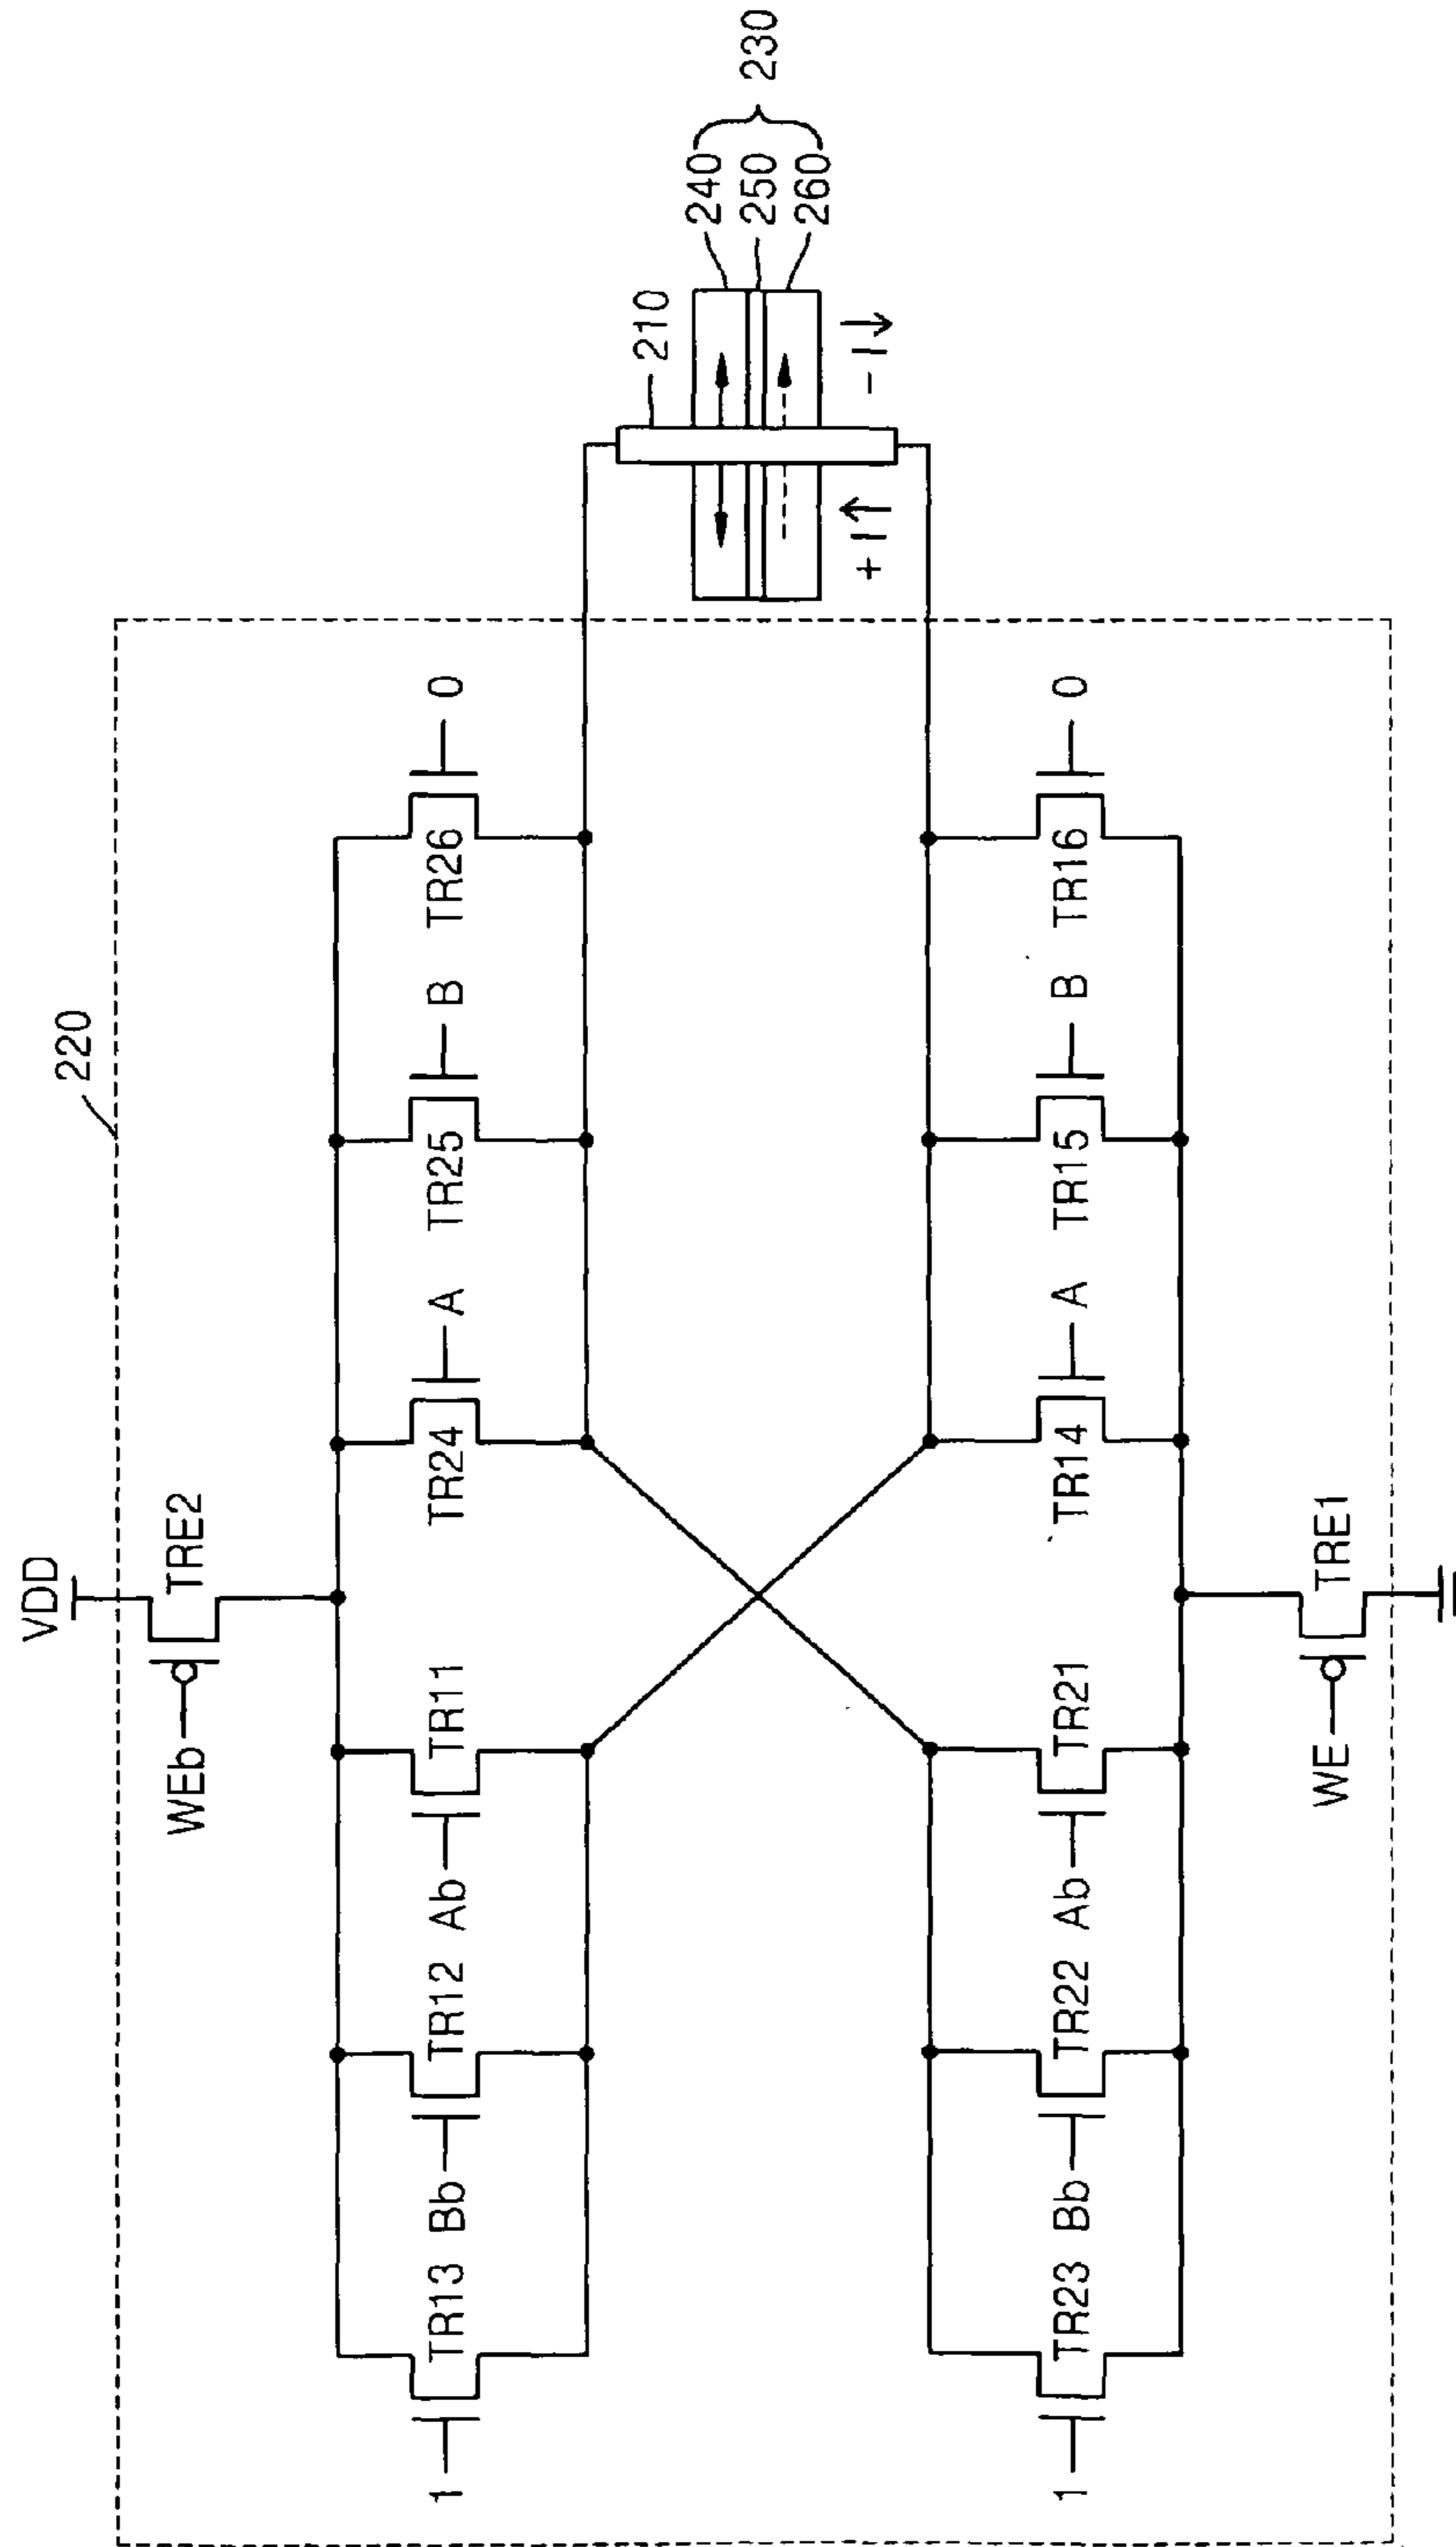 220
VDD
WEb
TRE2
1
TR13
Bb
TR12
Ab
TR11
TR24
A
TR25
B
TR26
0
210
240
250
260
230
+I
-I
1
TR23
Bb
TR22
Ab
TR21
TR14
A
TR15
B
TR16
0
WE
TRE1